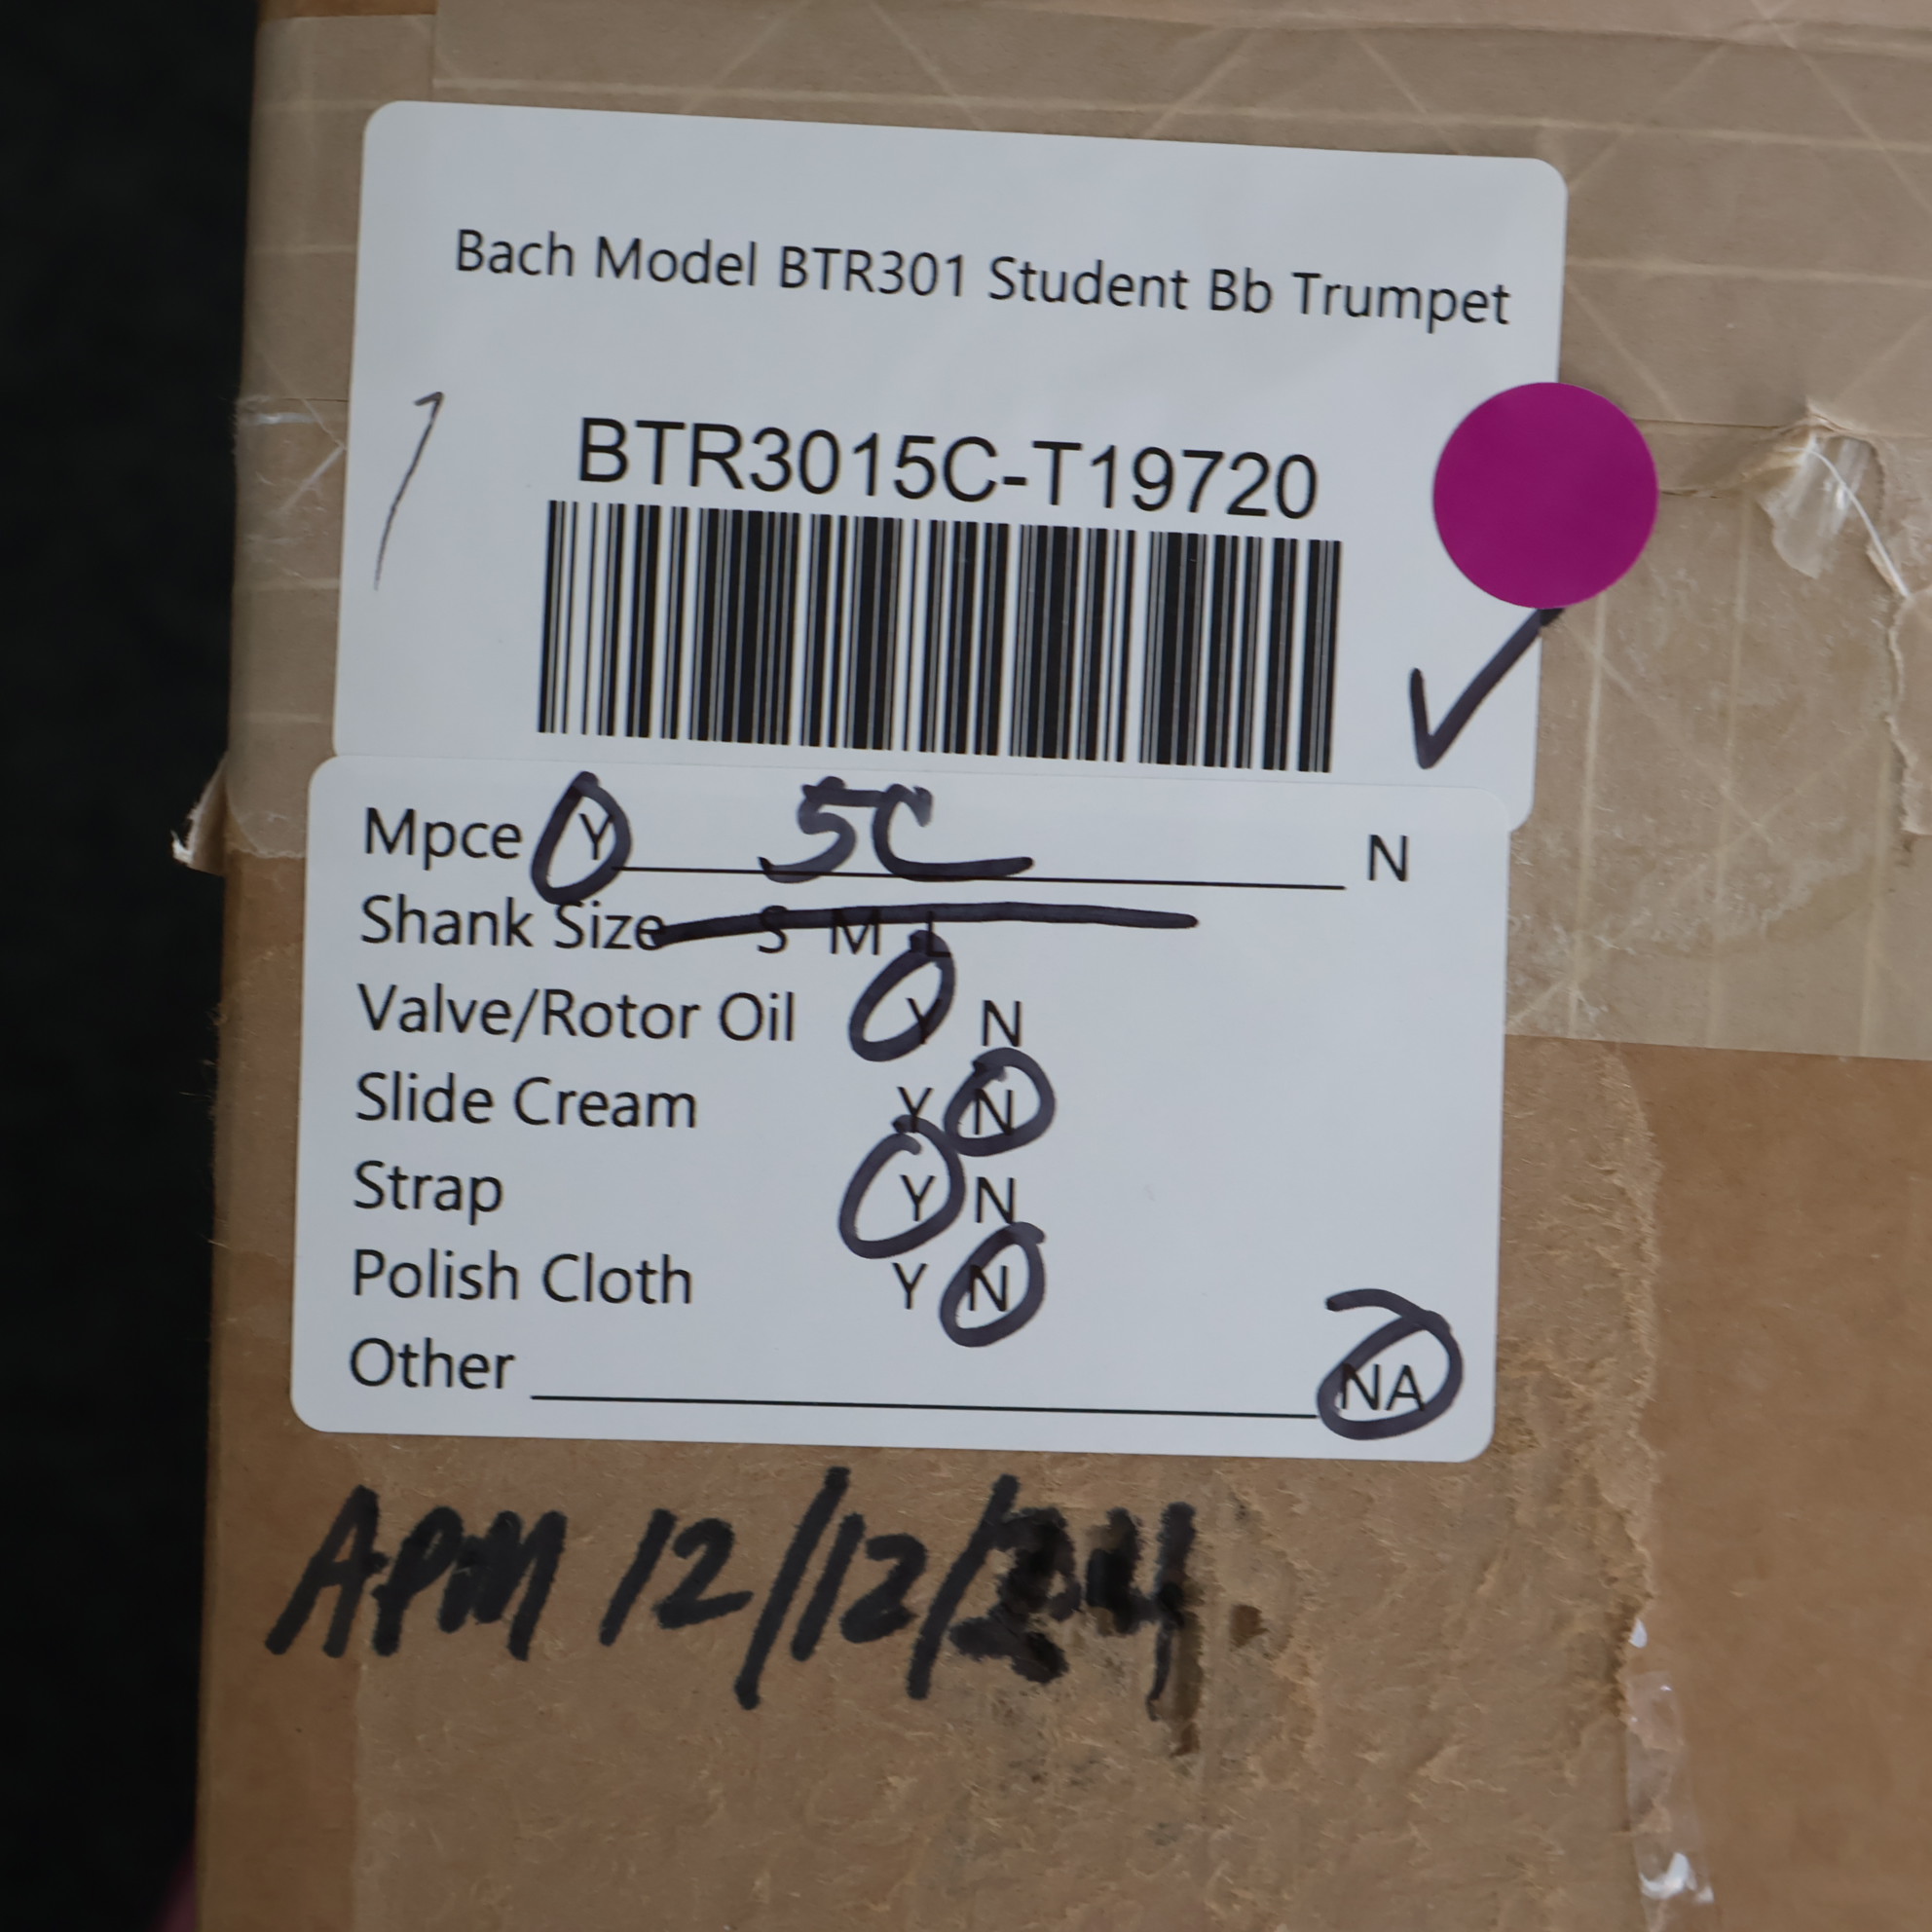 Bach Model BTR301 Student Bb Trumpet
BTR3015C-T19720
Mpce Y 5C N
Shank Size S M L
Valve/Rotor Oil Y N
Slide Cream Y N
Strap Y N
Polish Cloth Y N
Other NA
APM 12/12/24